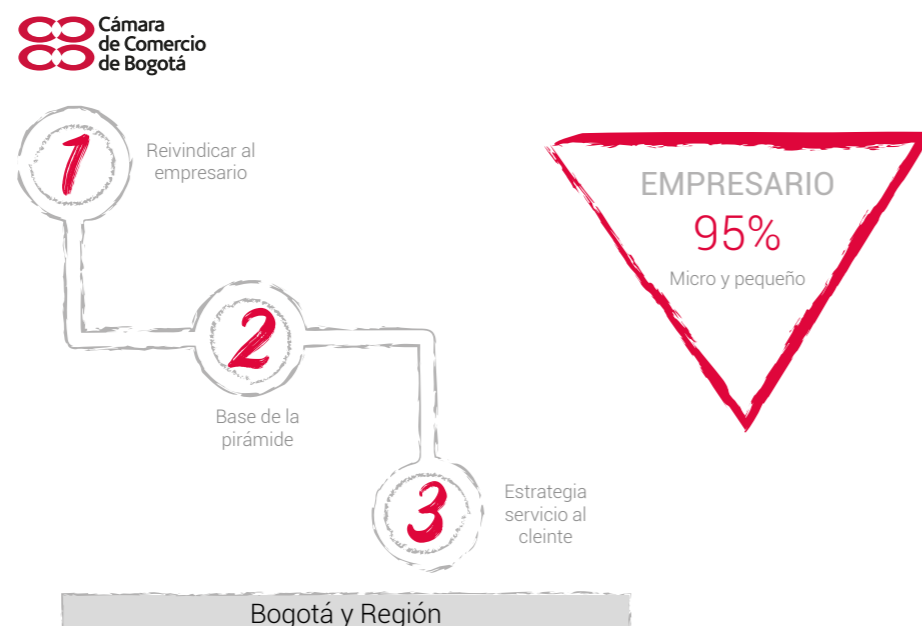 Cámara
de Comercio
de Bogotá
1
Reivindicar al
empresario
EMPRESARIO
95%
Micro y pequeño
2
Base de la
pirámide
3
Estrategia
servicio al
cleinte
Bogotá y Región